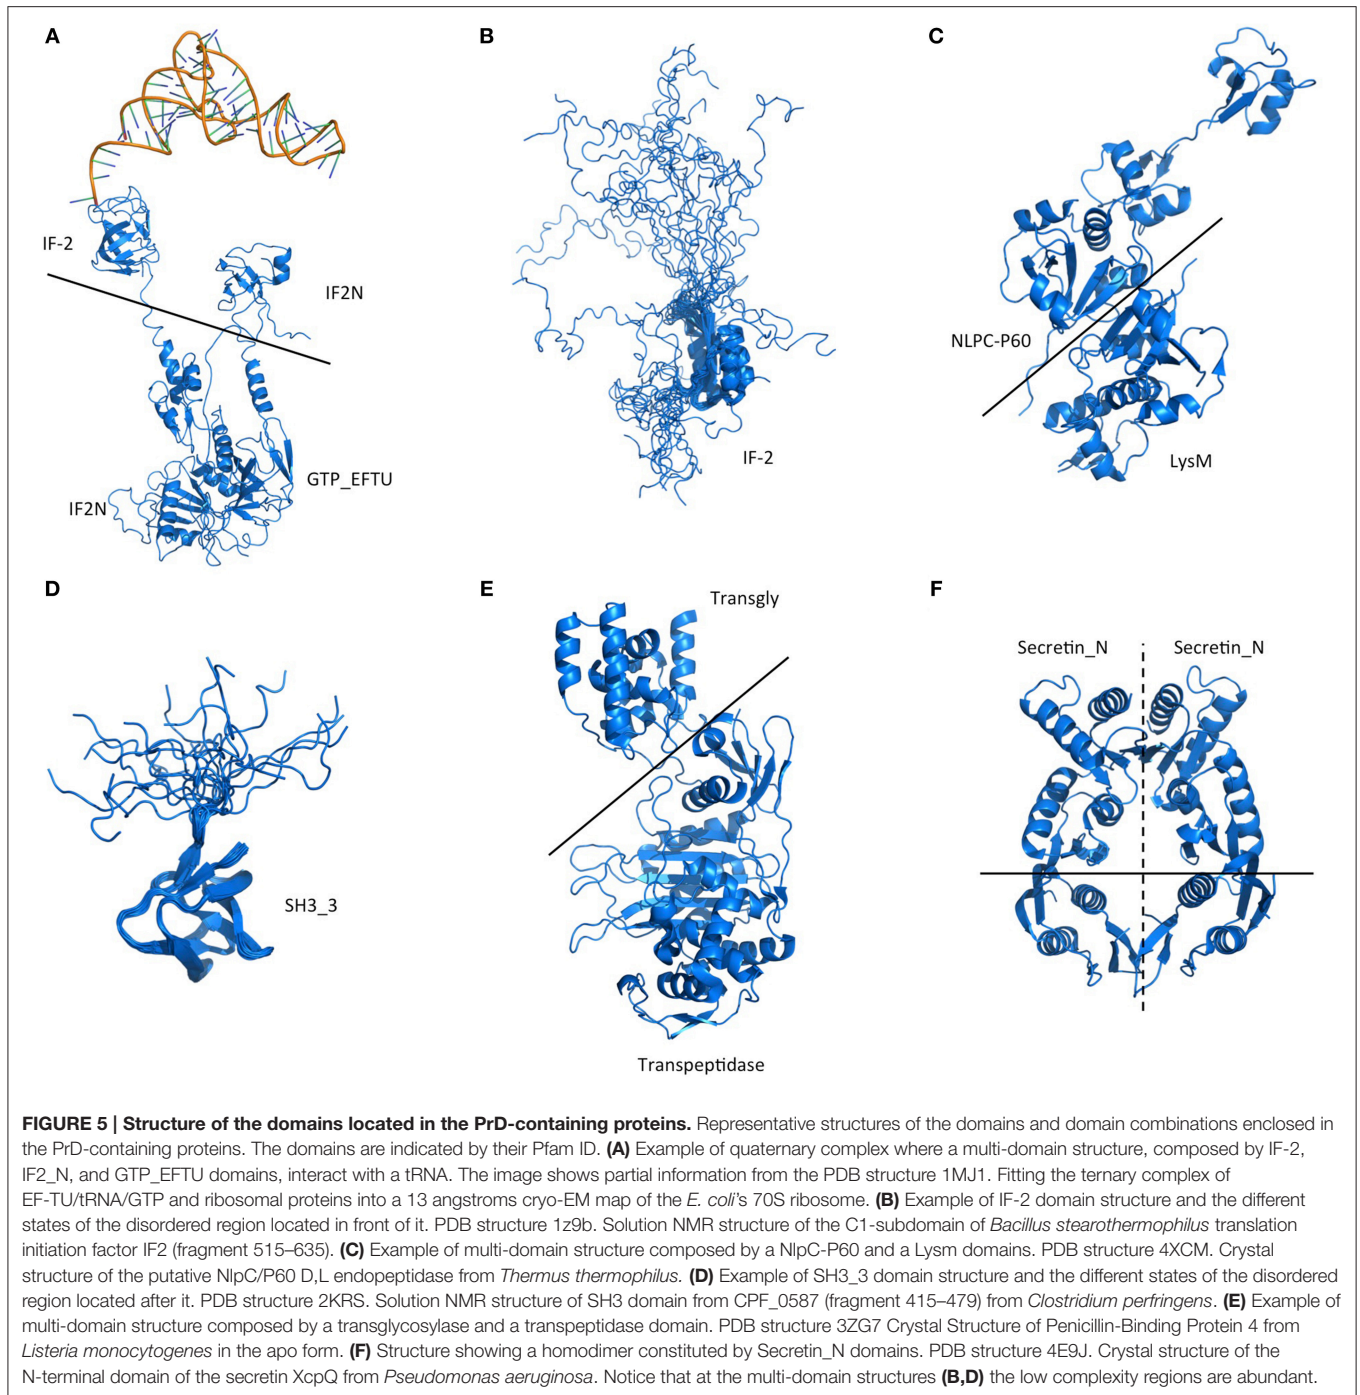 A
B
C
IF-2
IF2N
NLPC-P60
GTP_EFTU
IF2N
IF-2
LysM
D
E
F
Transgly
Secretin_N
Secretin_N
SH3_3
Transpeptidase
FIGURE 5 | Structure of the domains located in the PrD-containing proteins. Representative structures of the domains and domain combinations enclosed in
the PrD-containing proteins. The domains are indicated by their Pfam ID. (A) Example of quaternary complex where a multi-domain structure, composed by IF-2,
IF2_N, and GTP_EFTU domains, interact with a tRNA. The image shows partial information from the PDB structure 1MJ1. Fitting the ternary complex of
EF-TU/tRNA/GTP and ribosomal proteins into a 13 angstroms cryo-EM map of the E. coli's 70S ribosome. (B) Example of IF-2 domain structure and the different
states of the disordered region located in front of it. PDB structure 1z9b. Solution NMR structure of the C1-subdomain of Bacillus stearothermophilus translation
initiation factor IF2 (fragment 515–635). (C) Example of multi-domain structure composed by a NlpC-P60 and a Lysm domains. PDB structure 4XCM. Crystal
structure of the putative NlpC/P60 D,L endopeptidase from Thermus thermophilus. (D) Example of SH3_3 domain structure and the different states of the disordered
region located after it. PDB structure 2KRS. Solution NMR structure of SH3 domain from CPF_0587 (fragment 415–479) from Clostridium perfringens. (E) Example of
multi-domain structure composed by a transglycosylase and a transpeptidase domain. PDB structure 3ZG7 Crystal Structure of Penicillin-Binding Protein 4 from
Listeria monocytogenes in the apo form. (F) Structure showing a homodimer constituted by Secretin_N domains. PDB structure 4E9J. Crystal structure of the
N-terminal domain of the secretin XcpQ from Pseudomonas aeruginosa. Notice that at the multi-domain structures (B,D) the low complexity regions are abundant.